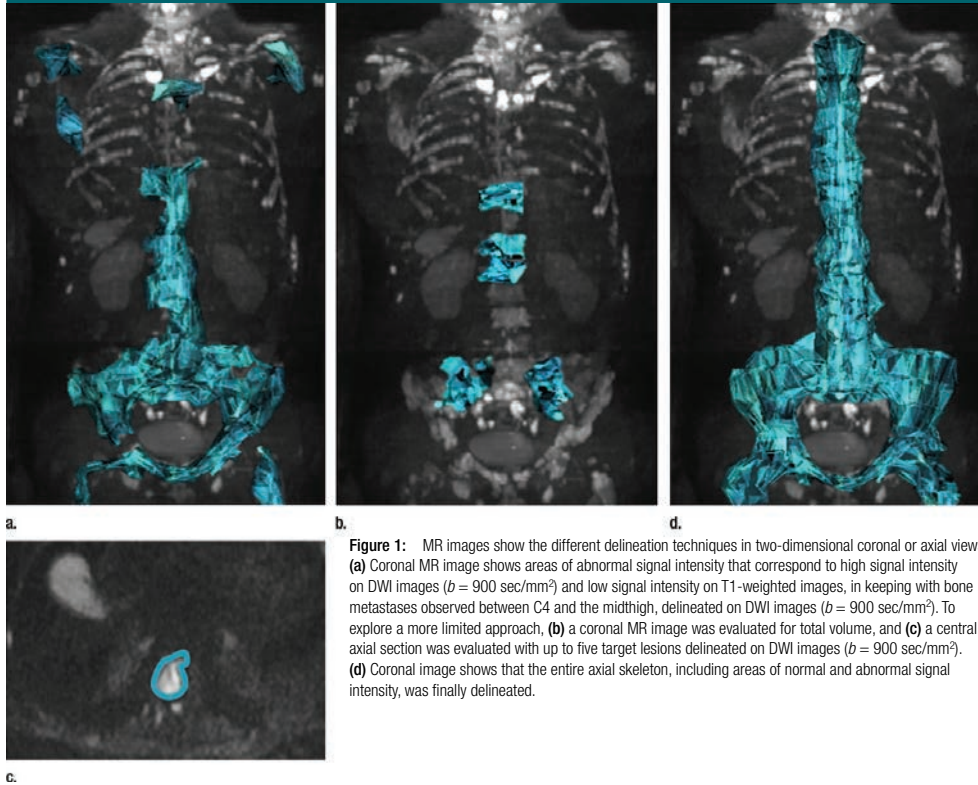 a.
b.
d.
Figure 1: MR images show the different delineation techniques in two-dimensional coronal or axial view
(a) Coronal MR image shows areas of abnormal signal intensity that correspond to high signal intensity
on DWI images (b = 900 sec/mm²) and low signal intensity on T1-weighted images, in keeping with bone
metastases observed between C4 and the midthigh, delineated on DWI images (b = 900 sec/mm²). To
explore a more limited approach, (b) a coronal MR image was evaluated for total volume, and (c) a central
axial section was evaluated with up to five target lesions delineated on DWI images (b = 900 sec/mm²).
(d) Coronal image shows that the entire axial skeleton, including areas of normal and abnormal signal
intensity, was finally delineated.
c.